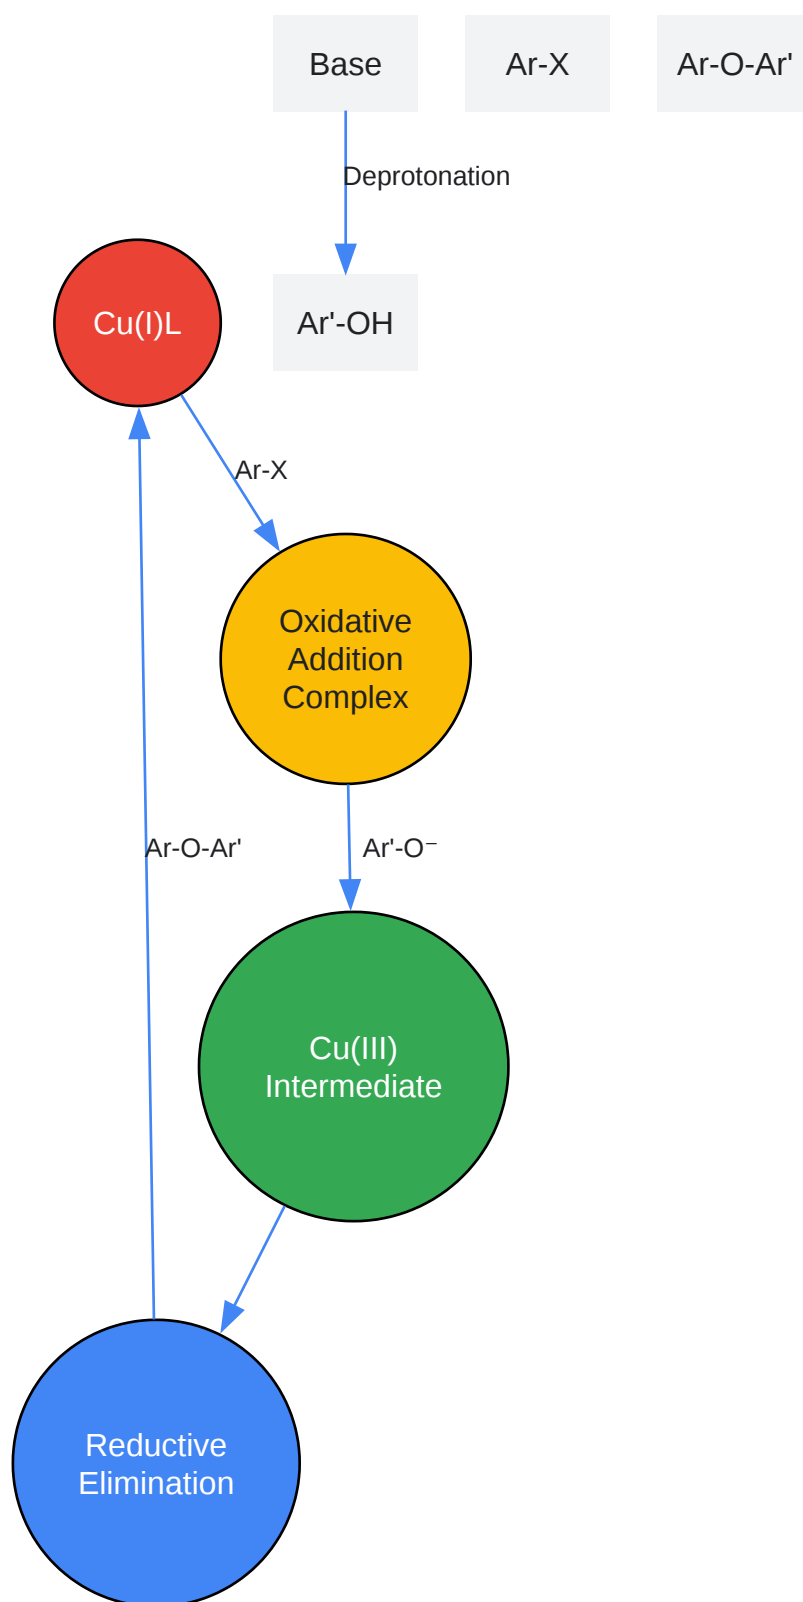 Base
Ar-X
Ar-O-Ar'
Deprotonation
Cu(I)L
Ar'-OH
Ar-X
Oxidative
Addition
Complex
Ar-O-Ar'
Ar'-O⁻
Cu(III)
Intermediate
Reductive
Elimination